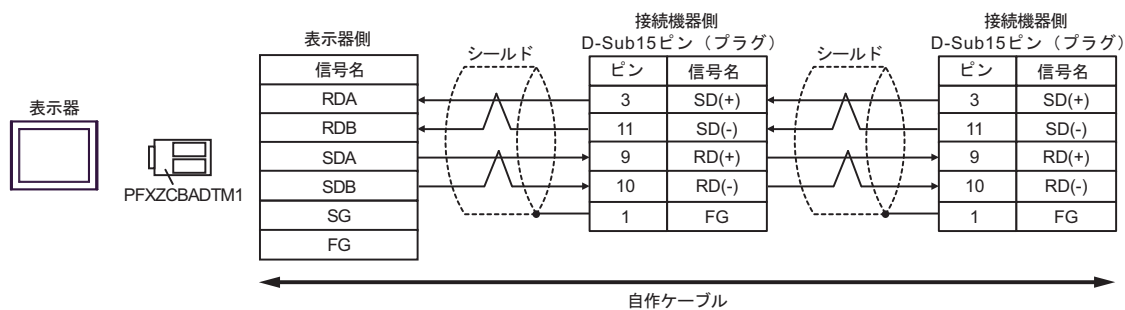 表示器
PFXZCBADTM1
表示器側
信号名
RDA
RDB
SDA
SDB
SG
FG
シールド
接続機器側
D-Sub15ピン（プラグ）
ピン 信号名
3 SD(+)
11 SD(-)
9 RD(+)
10 RD(-)
1 FG
シールド
接続機器側
D-Sub15ピン（プラグ）
ピン 信号名
3 SD(+)
11 SD(-)
9 RD(+)
10 RD(-)
1 FG
自作ケーブル